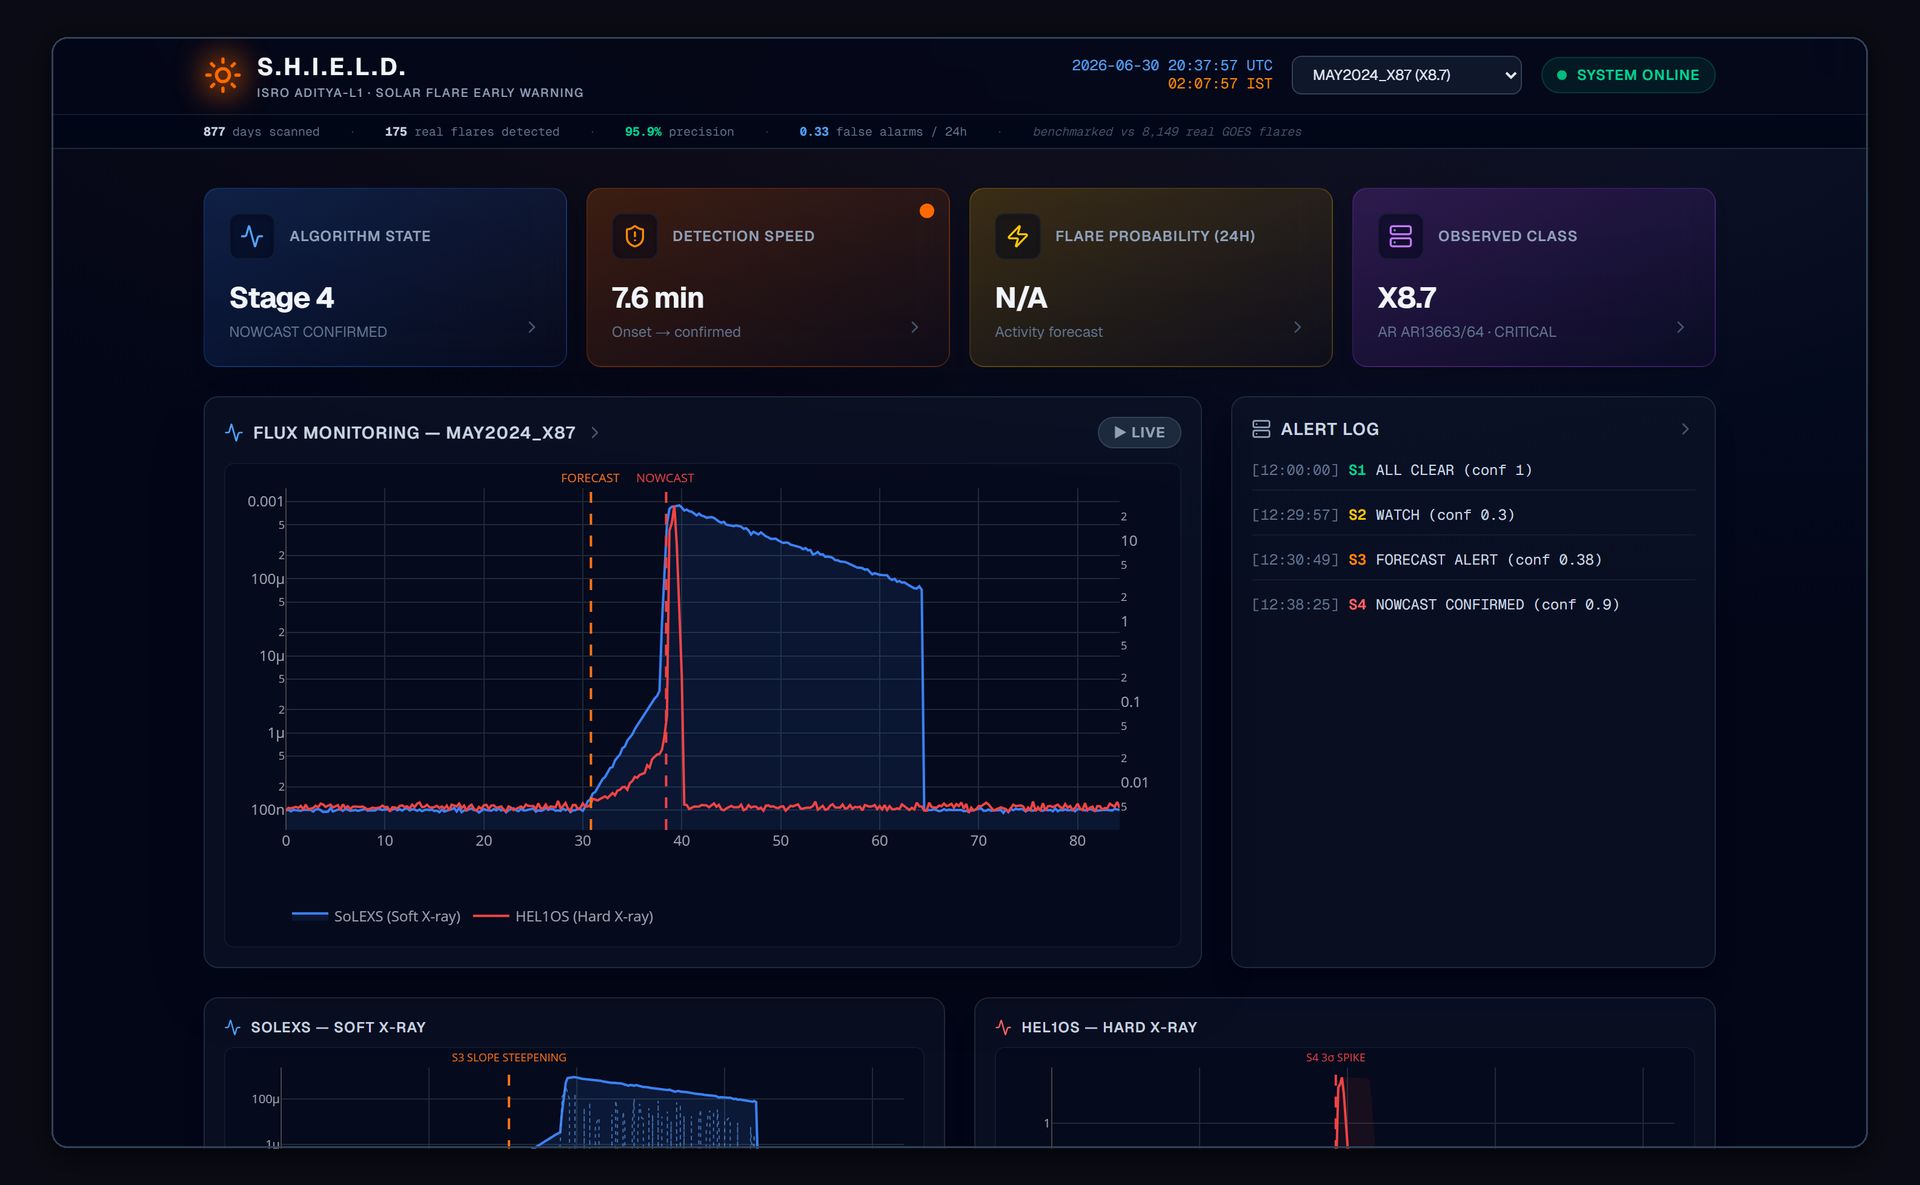 S.H.I.E.L.D.
ISRO ADITYA-L1 · SOLAR FLARE EARLY WARNING
2026-06-30 20:37:57 UTC
02:07:57 IST
MAY2024_X87 (X8.7)
SYSTEM ONLINE
877 days scanned · 175 real flares detected · 95.9% precision · 0.33 false alarms / 24h · benchmarked vs 8,149 real GOES flares
ALGORITHM STATE
Stage 4
NOWCAST CONFIRMED
DETECTION SPEED
7.6 min
Onset → confirmed
FLARE PROBABILITY (24H)
N/A
Activity forecast
OBSERVED CLASS
X8.7
AR AR13663/64 · CRITICAL
FLUX MONITORING — MAY2024_X87
▶ LIVE
FORECAST NOWCAST
0.001
5
2
100µ
5
2
10µ
5
2
1µ
5
2
100n
2
10
5
2
1
5
2
0.1
5
2
0.01
5
0 10 20 30 40 50 60 70 80
SoLEXS (Soft X-ray) HEL1OS (Hard X-ray)
ALERT LOG
[12:00:00] S1 ALL CLEAR (conf 1)
[12:29:57] S2 WATCH (conf 0.3)
[12:30:49] S3 FORECAST ALERT (conf 0.38)
[12:38:25] S4 NOWCAST CONFIRMED (conf 0.9)
SOLEXS — SOFT X-RAY
S3 SLOPE STEEPENING
100µ
1µ
HEL1OS — HARD X-RAY
S4 3σ SPIKE
1